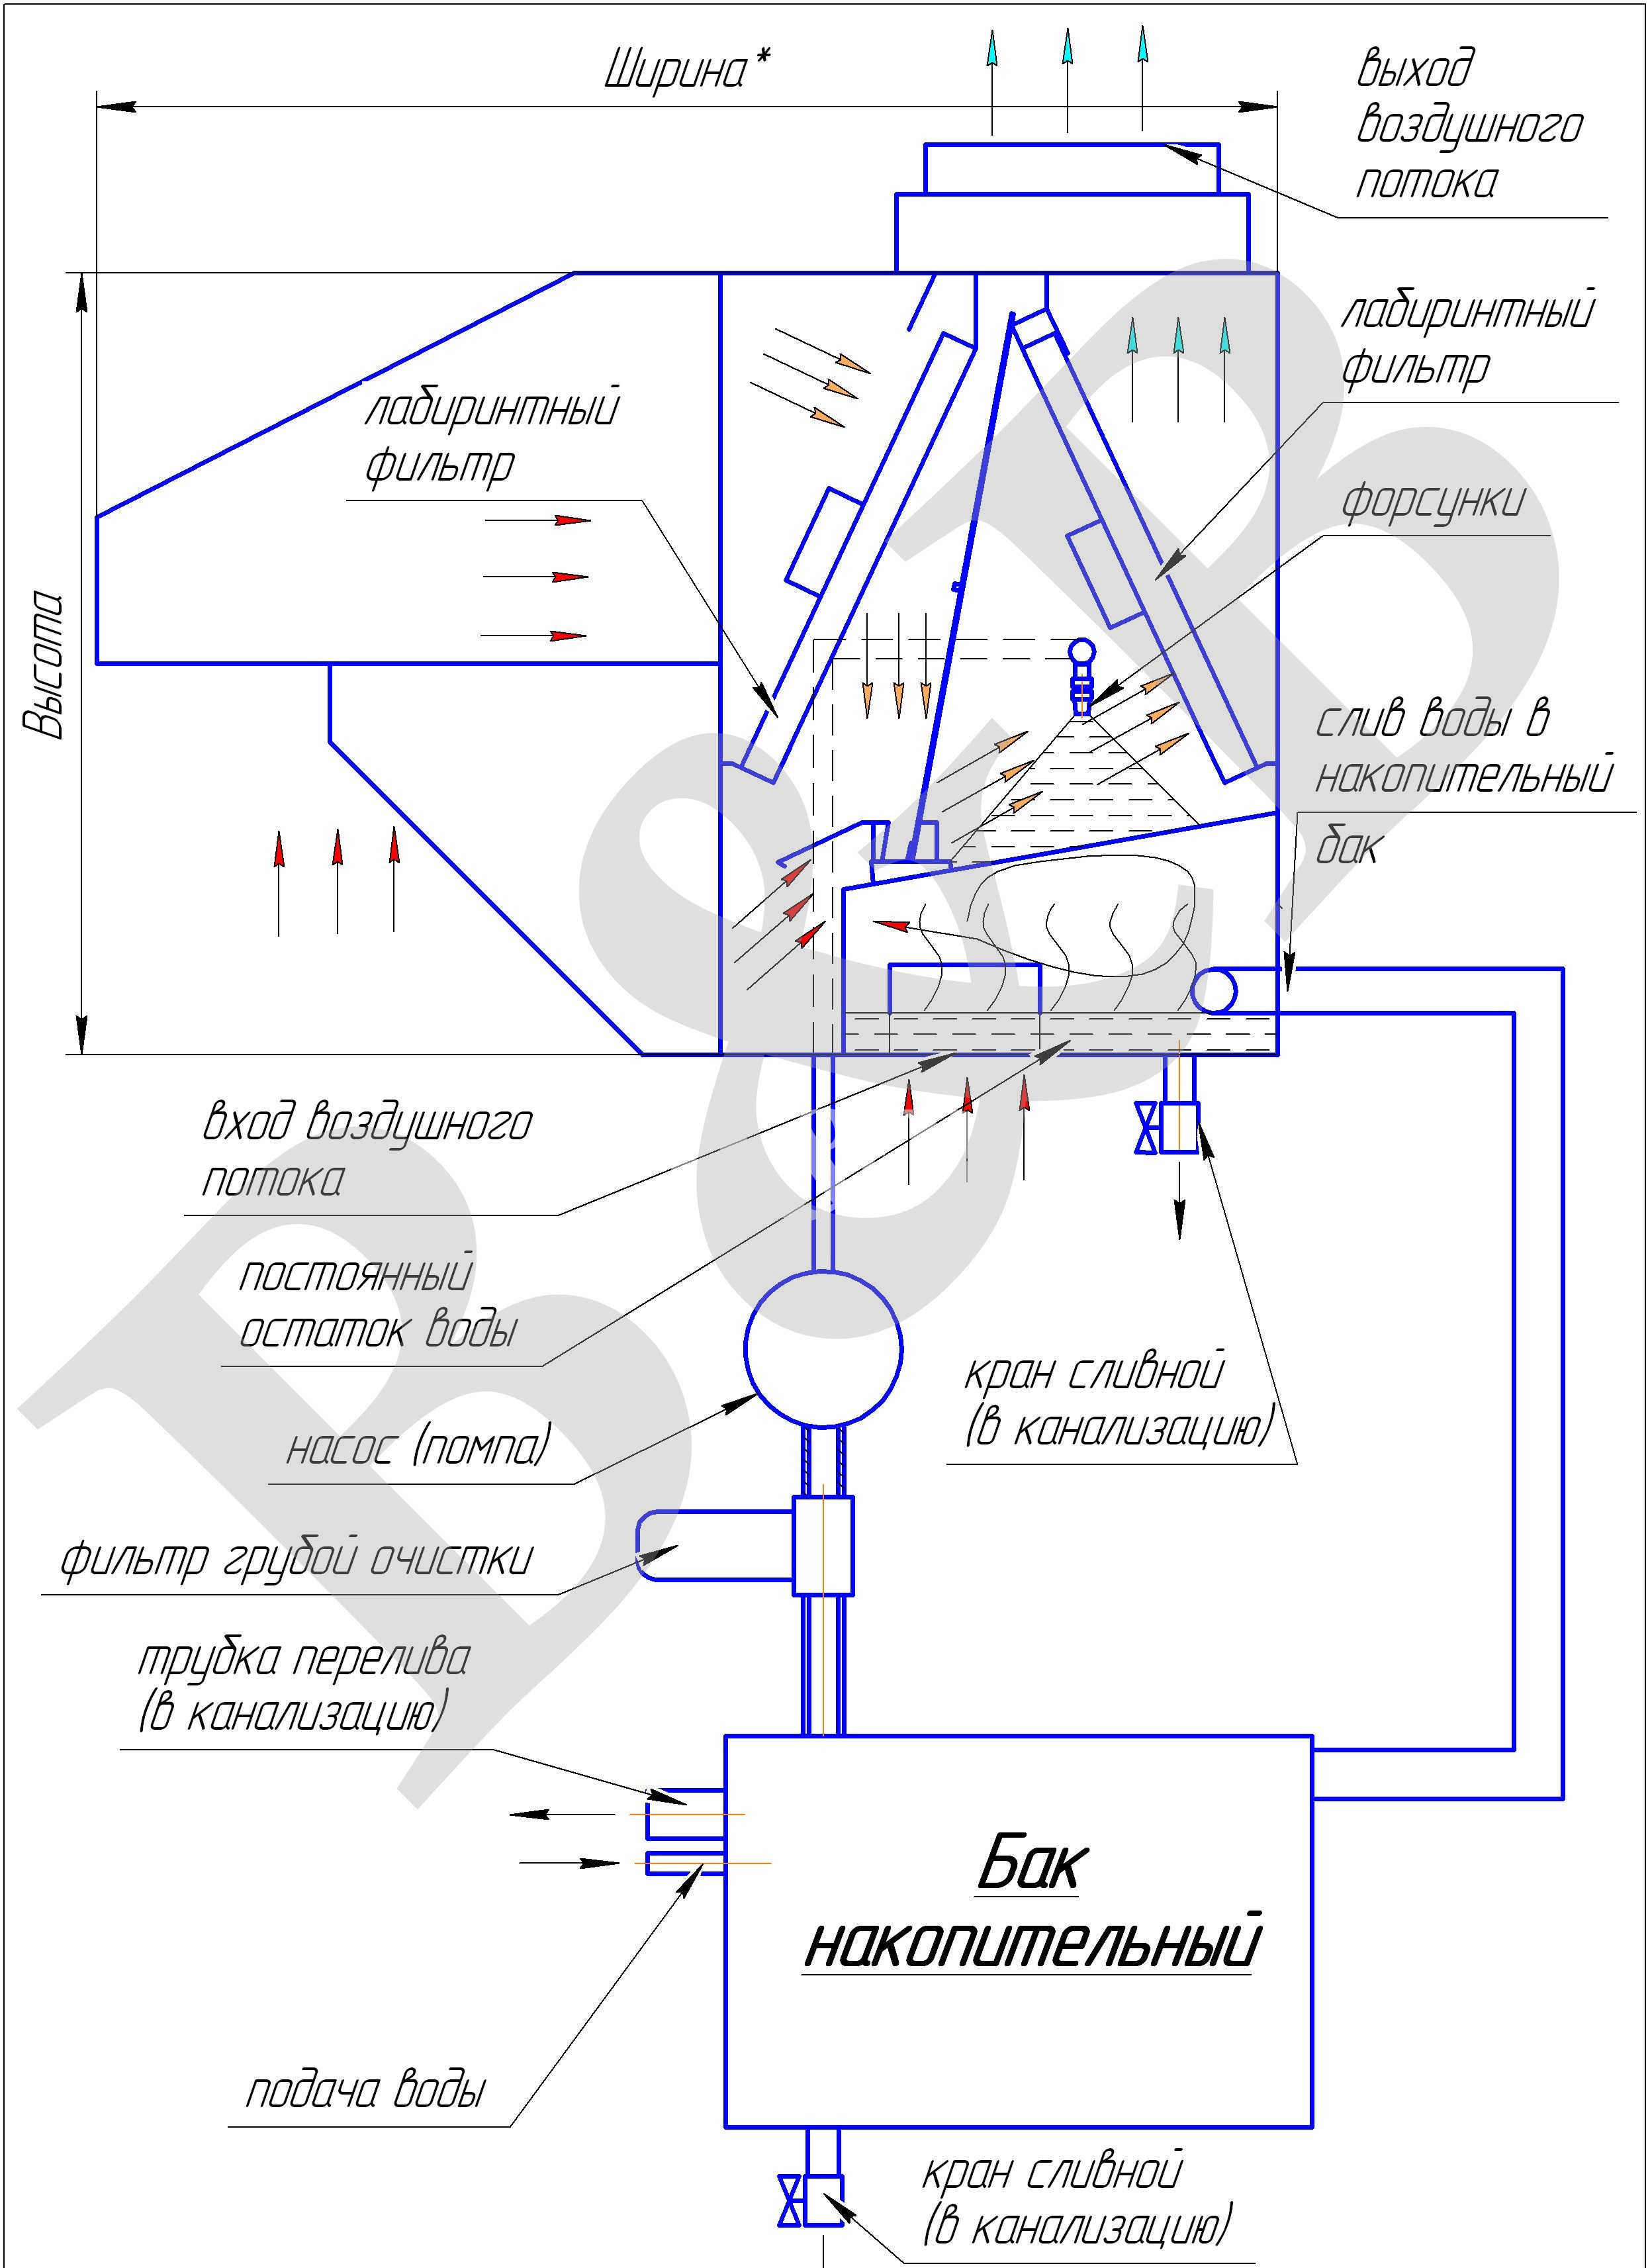 Ширина*
выход
воздушного
потока
лабиринтный
фильтр
лабиринтный
фильтр
форсунки
Высота
слив воды в
накопительный
бак
вход воздушного
потока
постоянный
остаток воды
кран сливной
(в канализацию)
насос (помпа)
фильтр грубой очистки
трубка перелива
(в канализацию)
Бак
накопительный
подача воды
кран сливной
(в канализацию)
В&В